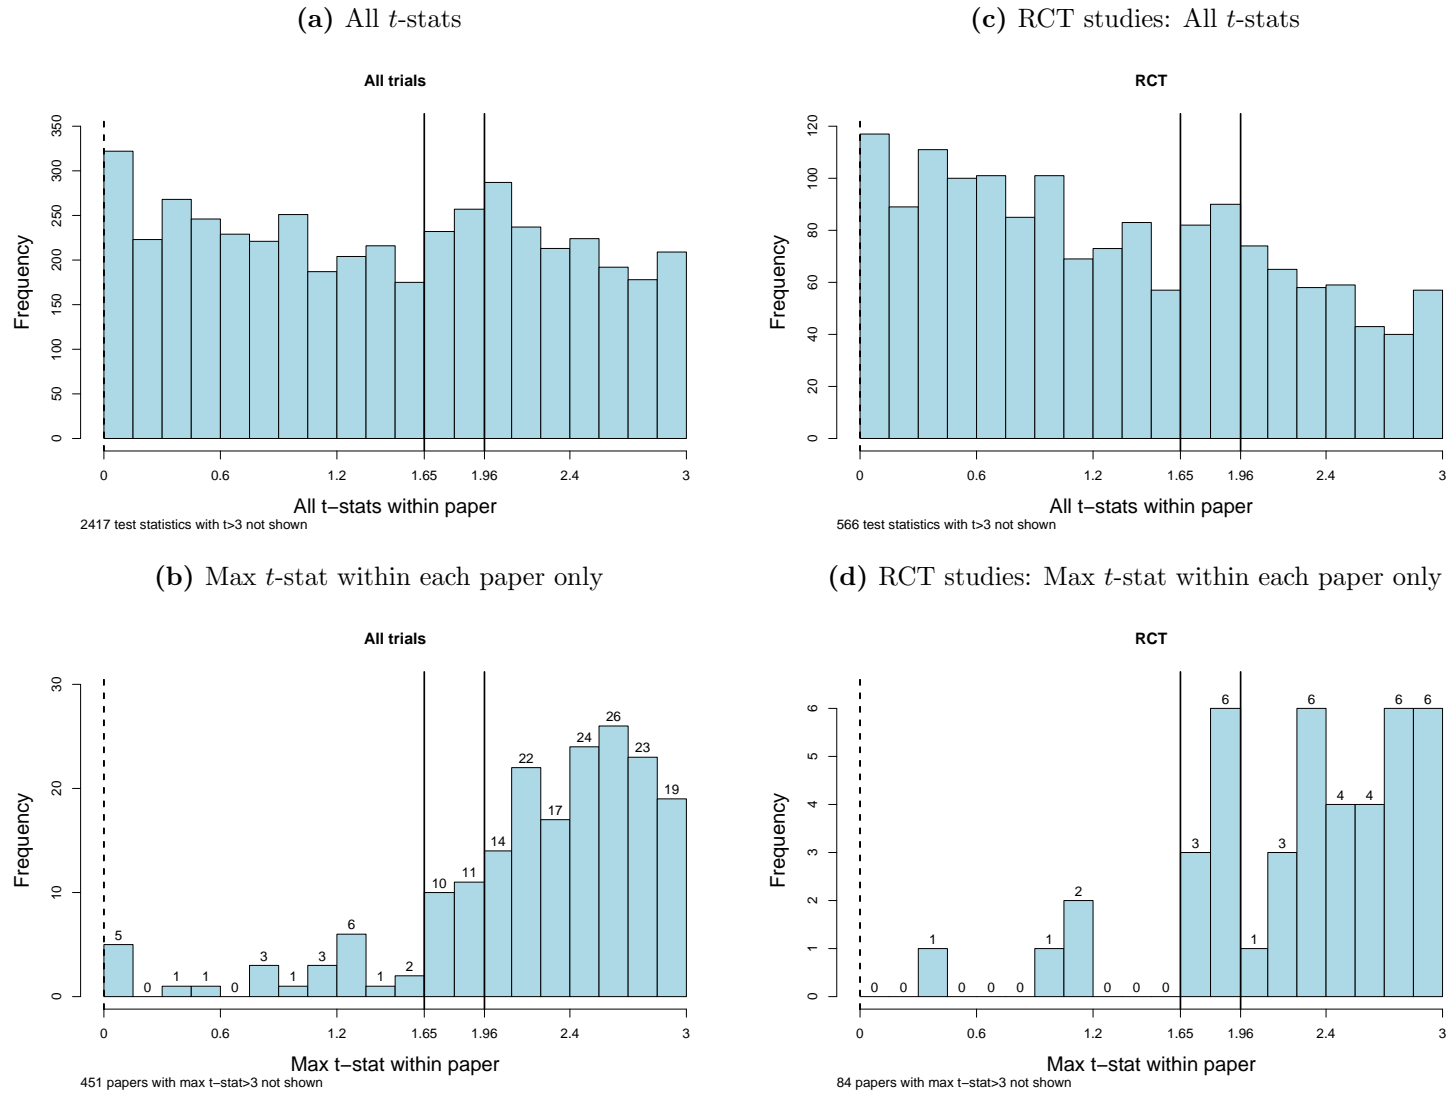 (a) All t-stats
All trials
Frequency
0 50 100 150 200 250 300 350
0 0.6 1.2 1.65 1.96 2.4 3
All t−stats within paper
2417 test statistics with t>3 not shown
(c) RCT studies: All t-stats
RCT
Frequency
0 20 40 60 80 100 120
0 0.6 1.2 1.65 1.96 2.4 3
All t−stats within paper
566 test statistics with t>3 not shown
(b) Max t-stat within each paper only
All trials
Frequency
0 10 20 30
5 0 1 1 0 3 1 3 6 1 2 10 11 14 22 17 24 26 23 19
0 0.6 1.2 1.65 1.96 2.4 3
Max t−stat within paper
451 papers with max t−stat>3 not shown
(d) RCT studies: Max t-stat within each paper only
RCT
Frequency
0 1 2 3 4 5 6
0 0 1 0 0 0 1 2 0 0 0 3 6 1 3 6 4 4 6 6
0 0.6 1.2 1.65 1.96 2.4 3
Max t−stat within paper
84 papers with max t−stat>3 not shown